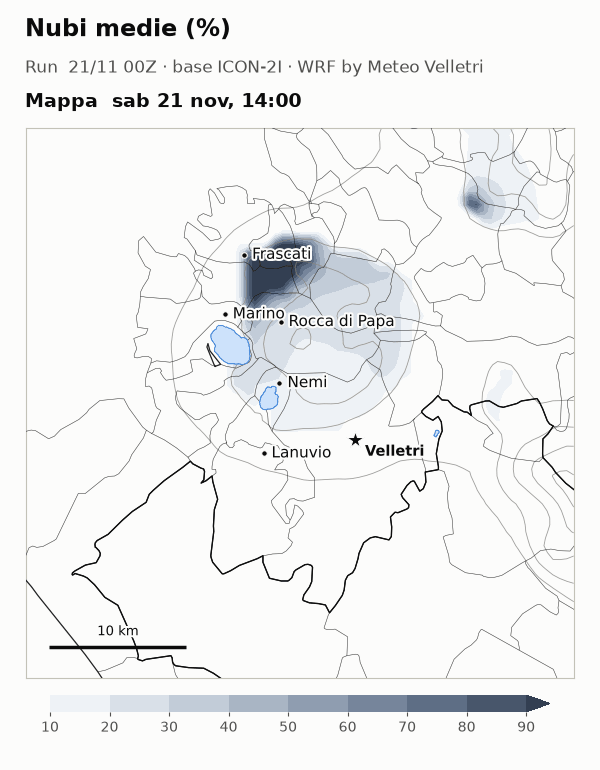 Nubi medie (%)
Run  21/11 00Z · base ICON-2I · WRF by Meteo Velletri
Mappa  sab 21 nov, 14:00
Frascati
Marino
Rocca di Papa
Nemi
Velletri
Lanuvio
10 km
10 20 30 40 50 60 70 80 90